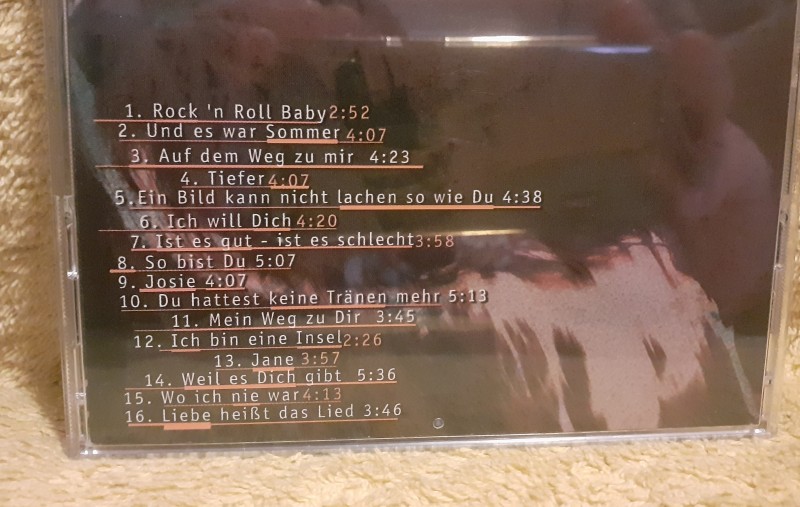 1. Rock 'n Roll Baby 2:52
2. Und es war Sommer 4:07
3. Auf dem Weg zu mir 4:23
4. Tiefer 4:07
5. Ein Bild kann nicht lachen so wie Du 4:38
6. Ich will Dich 4:20
7. Ist es gut - ist es schlecht 3:58
8. So bist Du 5:07
9. Josie 4:07
10. Du hattest keine Tränen mehr 5:13
11. Mein Weg zu Dir 3:45
12. Ich bin eine Insel 2:26
13. Jane 3:57
14. Weil es Dich gibt 5:36
15. Wo ich nie war 4:13
16. Liebe heißt das Lied 3:46